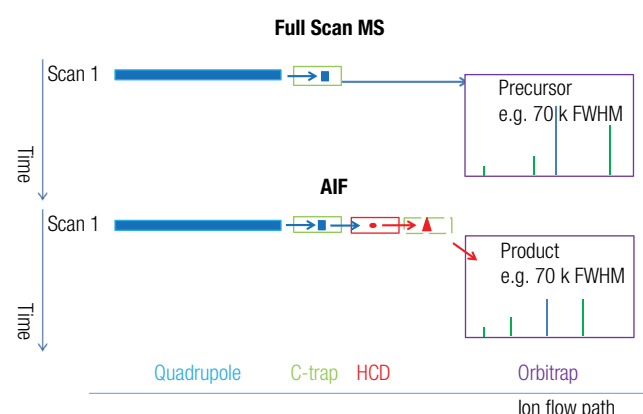 Full Scan MS
Scan 1
Precursor
e.g. 70 k FWHM
Time
AIF
Scan 1
Product
e.g. 70 k FWHM
Time
Quadrupole
C-trap
HCD
Orbitrap
Ion flow path